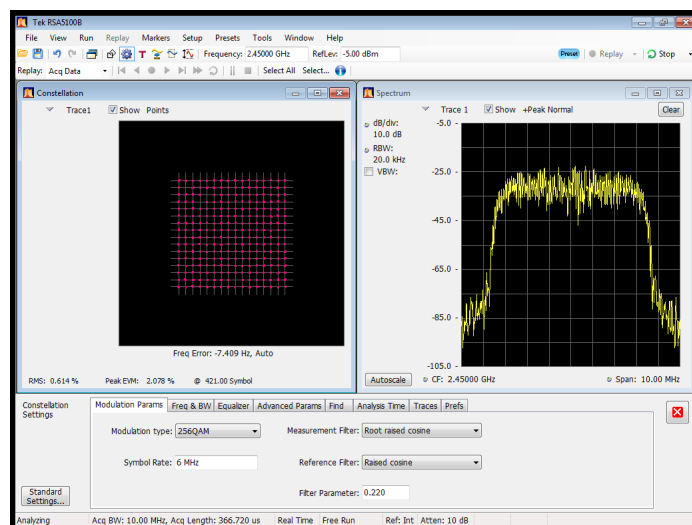 Tek RSA5100B
File View Run Replay Markers Setup Presets Tools Window Help
T Frequency: 2.45000 GHz RefLev: -5.00 dBm Preset Replay Stop
Replay: Acq Data Select All Select...
Constellation
Trace1 Show Points
Freq Error: -7.409 Hz, Auto
RMS: 0.614 % Peak EVM: 2.078 % @ 421.00 Symbol
Spectrum
Trace 1 Show +Peak Normal Clear
dB/div:
10.0 dB
RBW:
20.0 kHz
VBW:
-5.0
-25.0
-45.0
-65.0
-85.0
-105.0
Autoscale CF: 2.45000 GHz Span: 10.00 MHz
Constellation
Settings
Modulation Params Freq & BW Equalizer Advanced Params Find Analysis Time Traces Prefs
Modulation type: 256QAM Measurement Filter: Root raised cosine
Symbol Rate: 6 MHz Reference Filter: Raised cosine
Filter Parameter: 0.220
Standard
Settings...
Analyzing Acq BW: 10.00 MHz, Acq Length: 366.720 us Real Time Free Run Ref: Int Atten: 10 dB